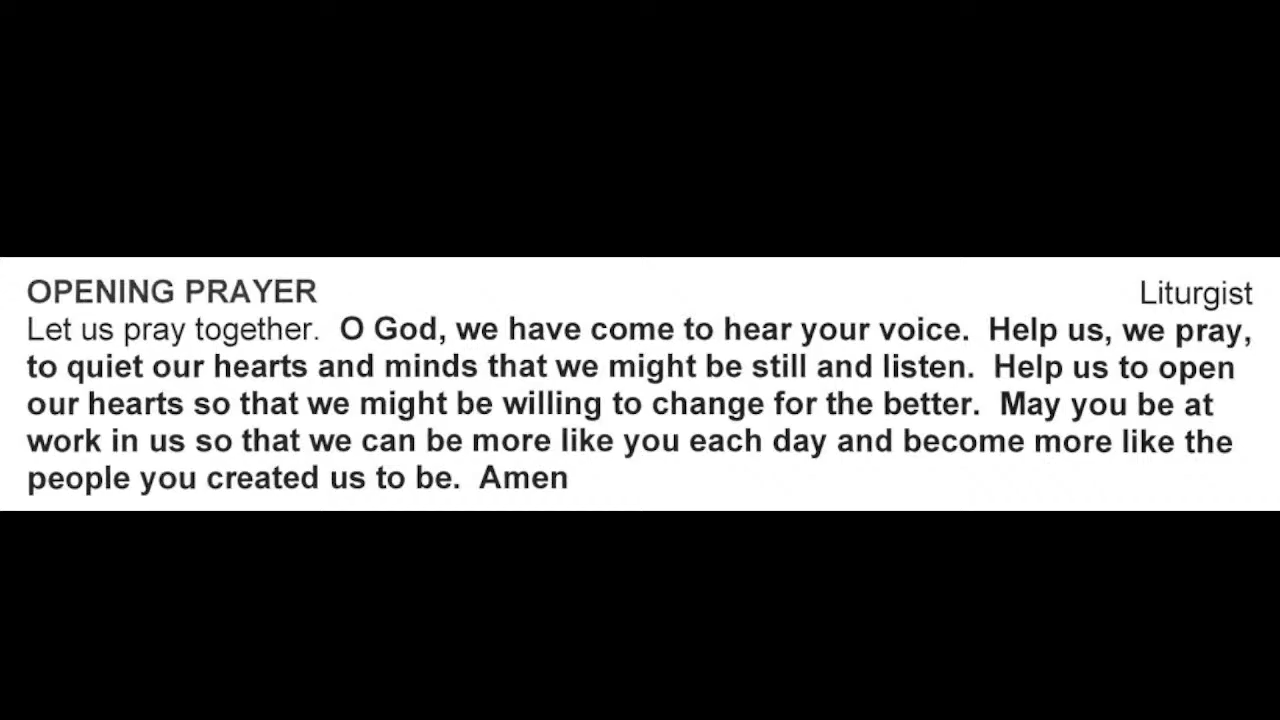 OPENING PRAYER Liturgist
Let us pray together. O God, we have come to hear your voice. Help us, we pray,
to quiet our hearts and minds that we might be still and listen. Help us to open
our hearts so that we might be willing to change for the better. May you be at
work in us so that we can be more like you each day and become more like the
people you created us to be. Amen